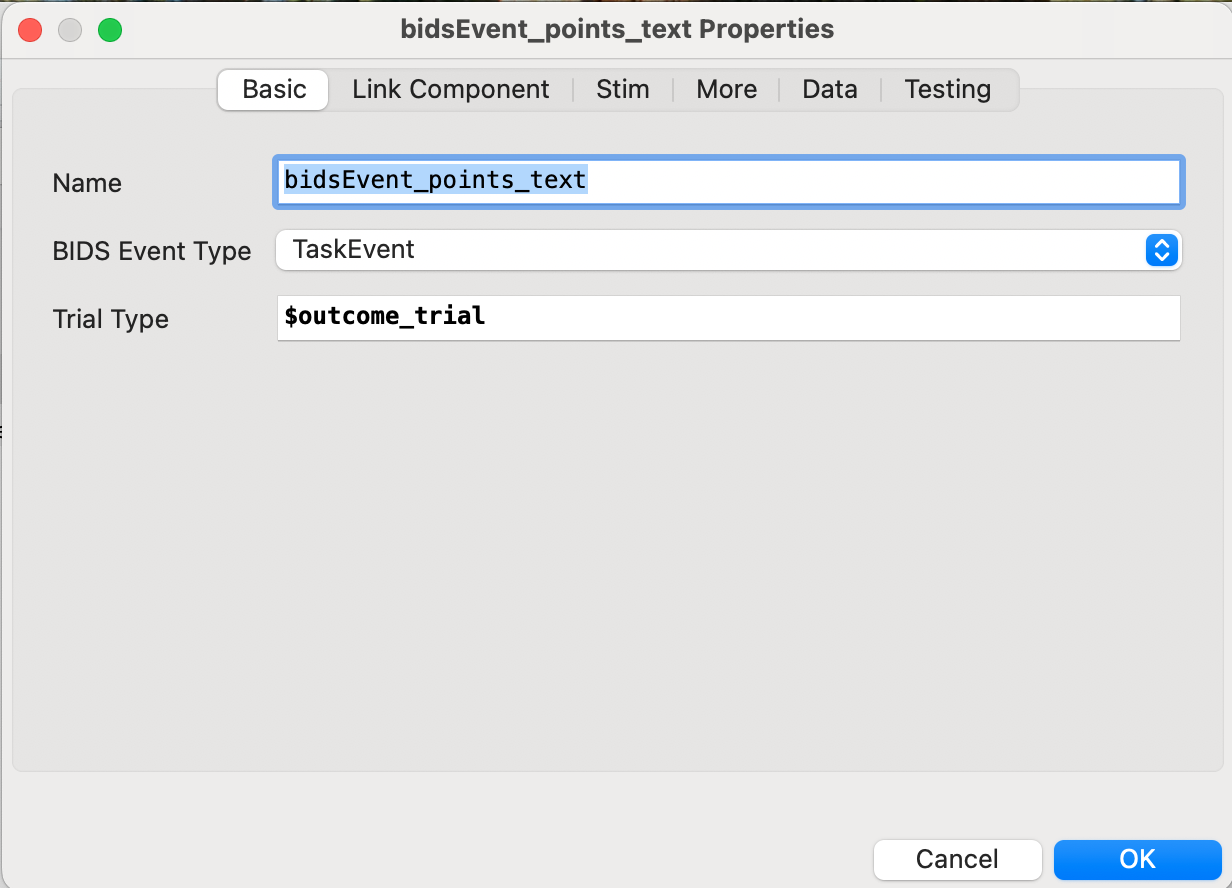 bidsEvent_points_text Properties
Basic Link Component Stim More Data Testing
Name bidsEvent_points_text
BIDS Event Type TaskEvent
Trial Type $outcome_trial
Cancel OK